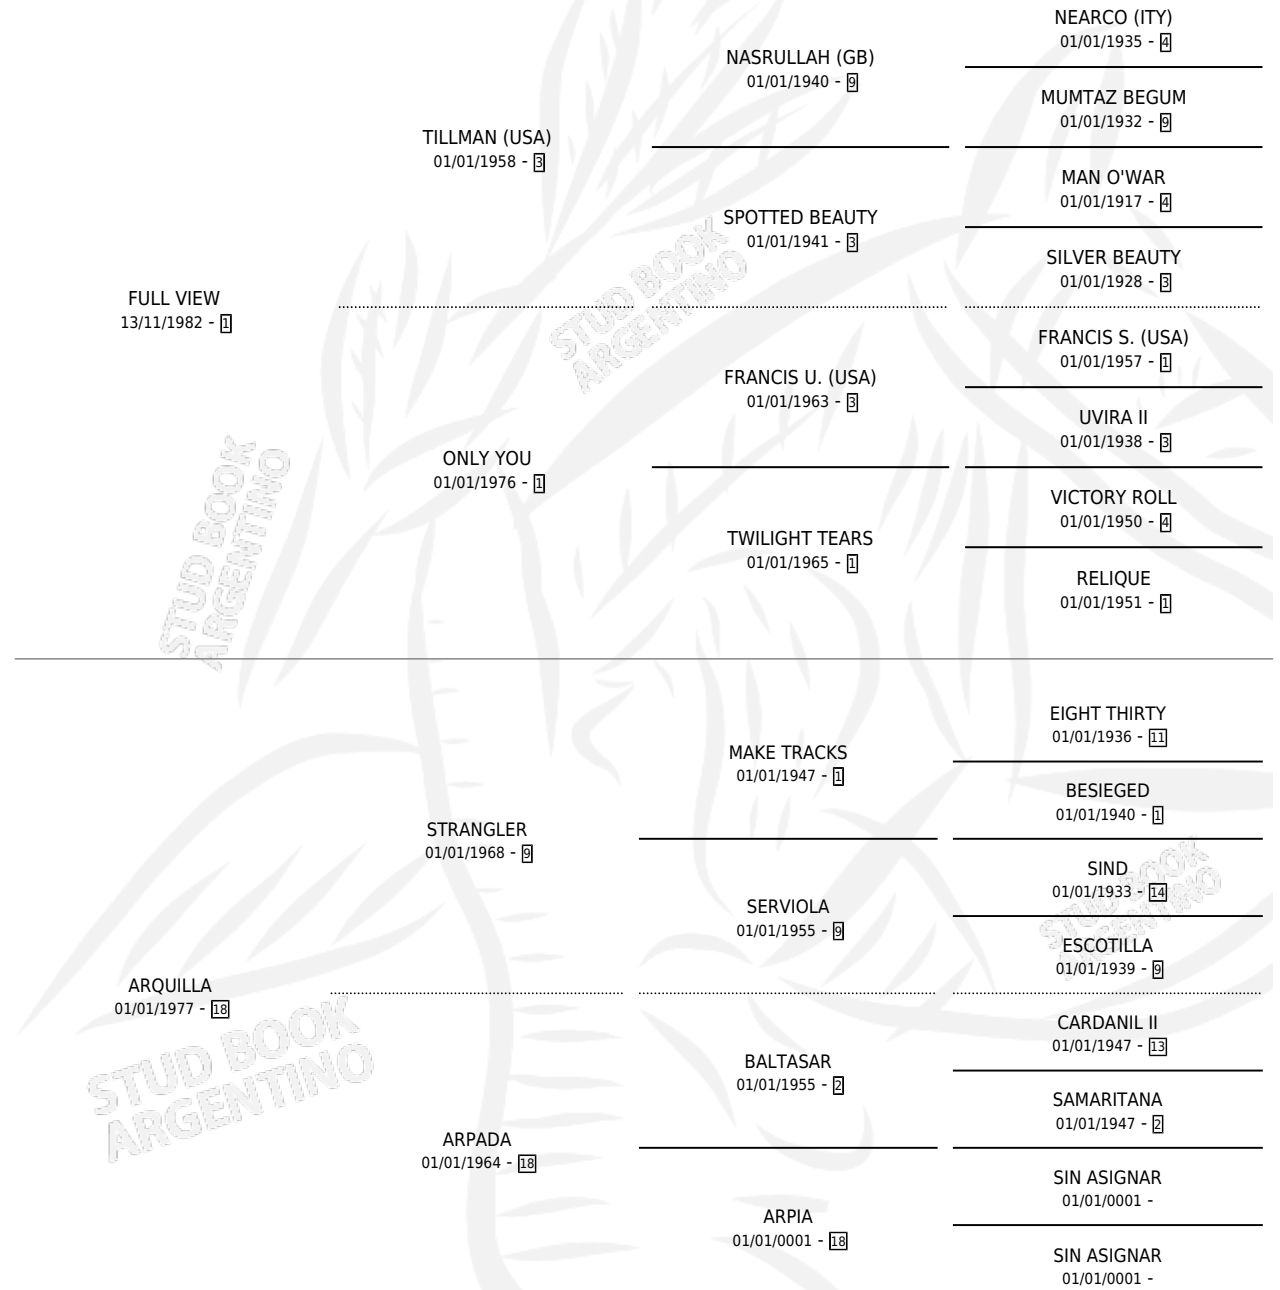 NEARCO (ITY)
01/01/1935 - 4
NASRULLAH (GB)
01/01/1940 - 9
MUMTAZ BEGUM
01/01/1932 - 9
TILLMAN (USA)
01/01/1958 - 3
MAN O'WAR
01/01/1917 - 4
SPOTTED BEAUTY
01/01/1941 - 3
SILVER BEAUTY
01/01/1928 - 3
FULL VIEW
13/11/1982 - 1
FRANCIS S. (USA)
01/01/1957 - 1
FRANCIS U. (USA)
01/01/1963 - 3
UVIRA II
01/01/1938 - 3
ONLY YOU
01/01/1976 - 1
VICTORY ROLL
01/01/1950 - 4
TWILIGHT TEARS
01/01/1965 - 1
RELIQUE
01/01/1951 - 1
EIGHT THIRTY
01/01/1936 - 11
MAKE TRACKS
01/01/1947 - 1
BESIEGED
01/01/1940 - 1
STRANGLER
01/01/1968 - 9
SIND
01/01/1933 - 14
SERVIOLA
01/01/1955 - 9
ESCOTILLA
01/01/1939 - 9
ARQUILLA
01/01/1977 - 18
CARDANIL II
01/01/1947 - 13
BALTASAR
01/01/1955 - 2
SAMARITANA
01/01/1947 - 2
ARPADA
01/01/1964 - 18
SIN ASIGNAR
01/01/0001 -
ARPIA
01/01/0001 - 18
SIN ASIGNAR
01/01/0001 -
STUD BOOK
ARGENTINO
STUD BOOK
ARGENTINO
STUD BOOK
ARGENTINO
STUD BOOK
ARGENTINO